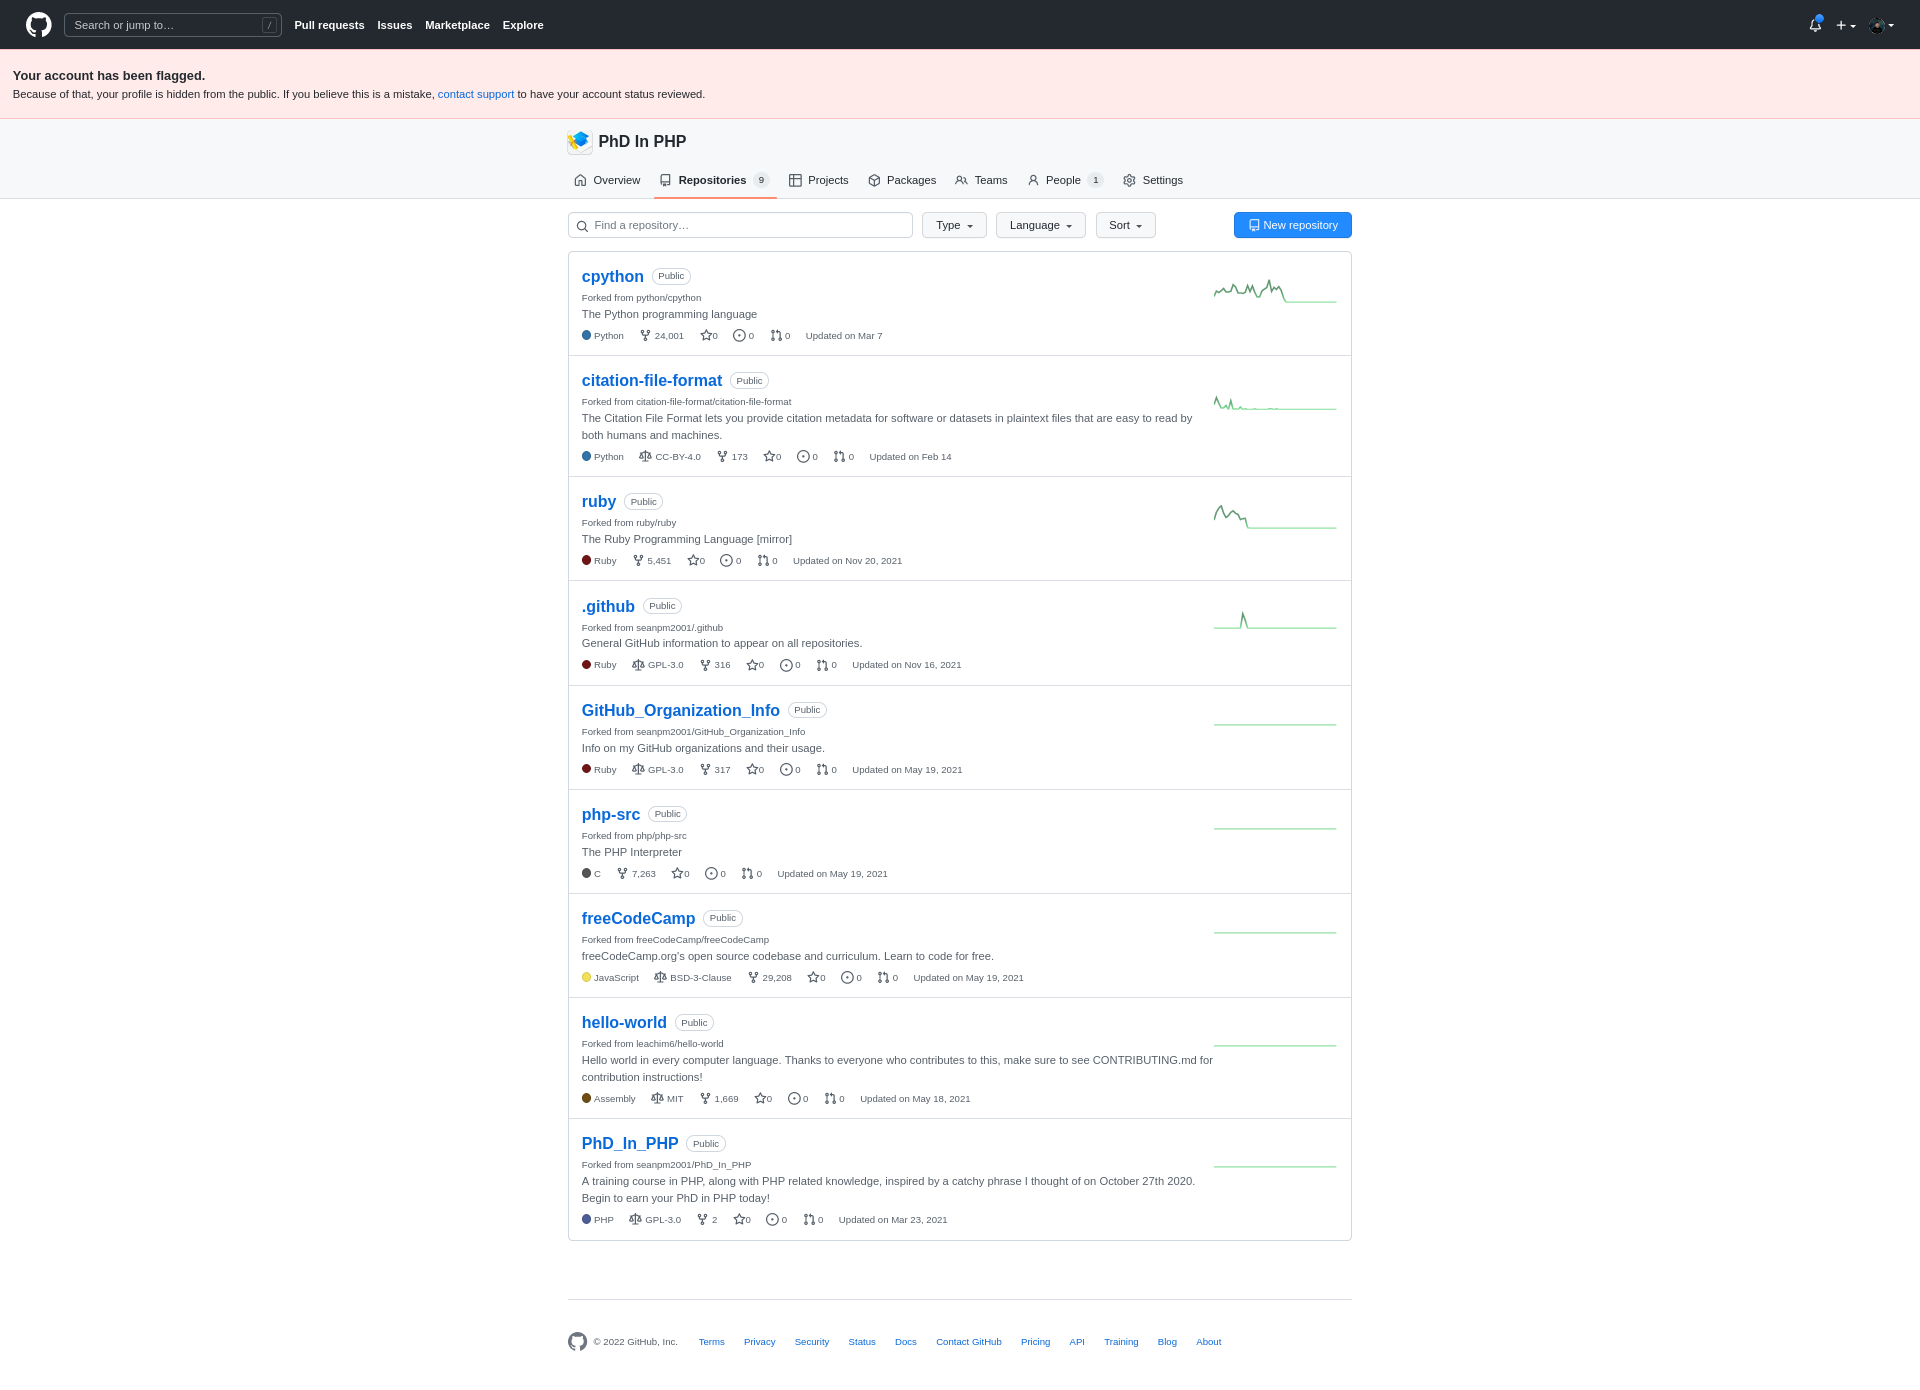 Search or jump to… /
Pull requests Issues Marketplace Explore
Your account has been flagged.
Because of that, your profile is hidden from the public. If you believe this is a mistake, contact support to have your account status reviewed.
PhD In PHP
Overview Repositories 9 Projects Packages Teams People 1 Settings
Find a repository… Type Language Sort New repository
cpython Public
Forked from python/cpython
The Python programming language
Python 24,001 0 0 0 Updated on Mar 7
citation-file-format Public
Forked from citation-file-format/citation-file-format
The Citation File Format lets you provide citation metadata for software or datasets in plaintext files that are easy to read by
both humans and machines.
Python CC-BY-4.0 173 0 0 0 Updated on Feb 14
ruby Public
Forked from ruby/ruby
The Ruby Programming Language [mirror]
Ruby 5,451 0 0 0 Updated on Nov 20, 2021
.github Public
Forked from seanpm2001/.github
General GitHub information to appear on all repositories.
Ruby GPL-3.0 316 0 0 0 Updated on Nov 16, 2021
GitHub_Organization_Info Public
Forked from seanpm2001/GitHub_Organization_Info
Info on my GitHub organizations and their usage.
Ruby GPL-3.0 317 0 0 0 Updated on May 19, 2021
php-src Public
Forked from php/php-src
The PHP Interpreter
C 7,263 0 0 0 Updated on May 19, 2021
freeCodeCamp Public
Forked from freeCodeCamp/freeCodeCamp
freeCodeCamp.org's open source codebase and curriculum. Learn to code for free.
JavaScript BSD-3-Clause 29,208 0 0 0 Updated on May 19, 2021
hello-world Public
Forked from leachim6/hello-world
Hello world in every computer language. Thanks to everyone who contributes to this, make sure to see CONTRIBUTING.md for
contribution instructions!
Assembly MIT 1,669 0 0 0 Updated on May 18, 2021
PhD_In_PHP Public
Forked from seanpm2001/PhD_In_PHP
A training course in PHP, along with PHP related knowledge, inspired by a catchy phrase I thought of on October 27th 2020.
Begin to earn your PhD in PHP today!
PHP GPL-3.0 2 0 0 0 Updated on Mar 23, 2021
© 2022 GitHub, Inc. Terms Privacy Security Status Docs Contact GitHub Pricing API Training Blog About